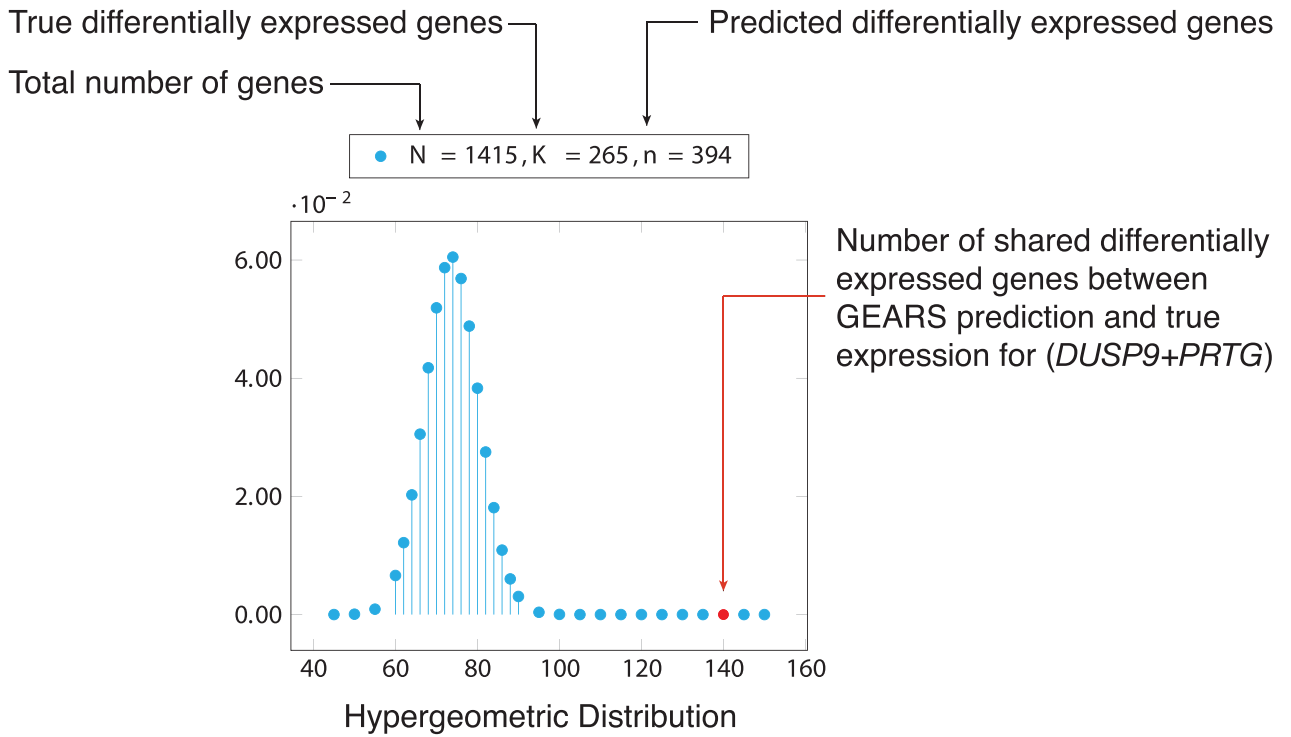 True differentially expressed genes
Predicted differentially expressed genes
Total number of genes
N = 1415, K = 265, n = 394
·10⁻²
6.00
4.00
2.00
0.00
40 60 80 100 120 140 160
Hypergeometric Distribution
Number of shared differentially
expressed genes between
GEARS prediction and true
expression for (DUSP9+PRTG)